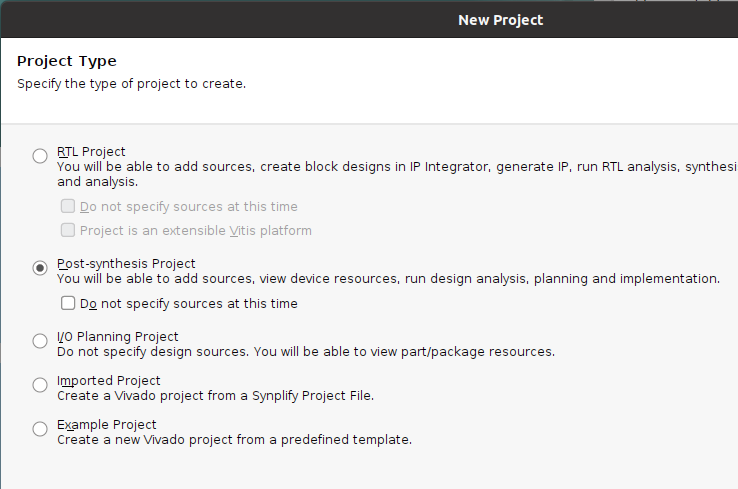 New Project
Project Type
Specify the type of project to create.
RTL Project
You will be able to add sources, create block designs in IP Integrator, generate IP, run RTL analysis, synthesi
and analysis.
Do not specify sources at this time
Project is an extensible Vitis platform
Post-synthesis Project
You will be able to add sources, view device resources, run design analysis, planning and implementation.
Do not specify sources at this time
I/O Planning Project
Do not specify design sources. You will be able to view part/package resources.
Imported Project
Create a Vivado project from a Synplify Project File.
Example Project
Create a new Vivado project from a predefined template.